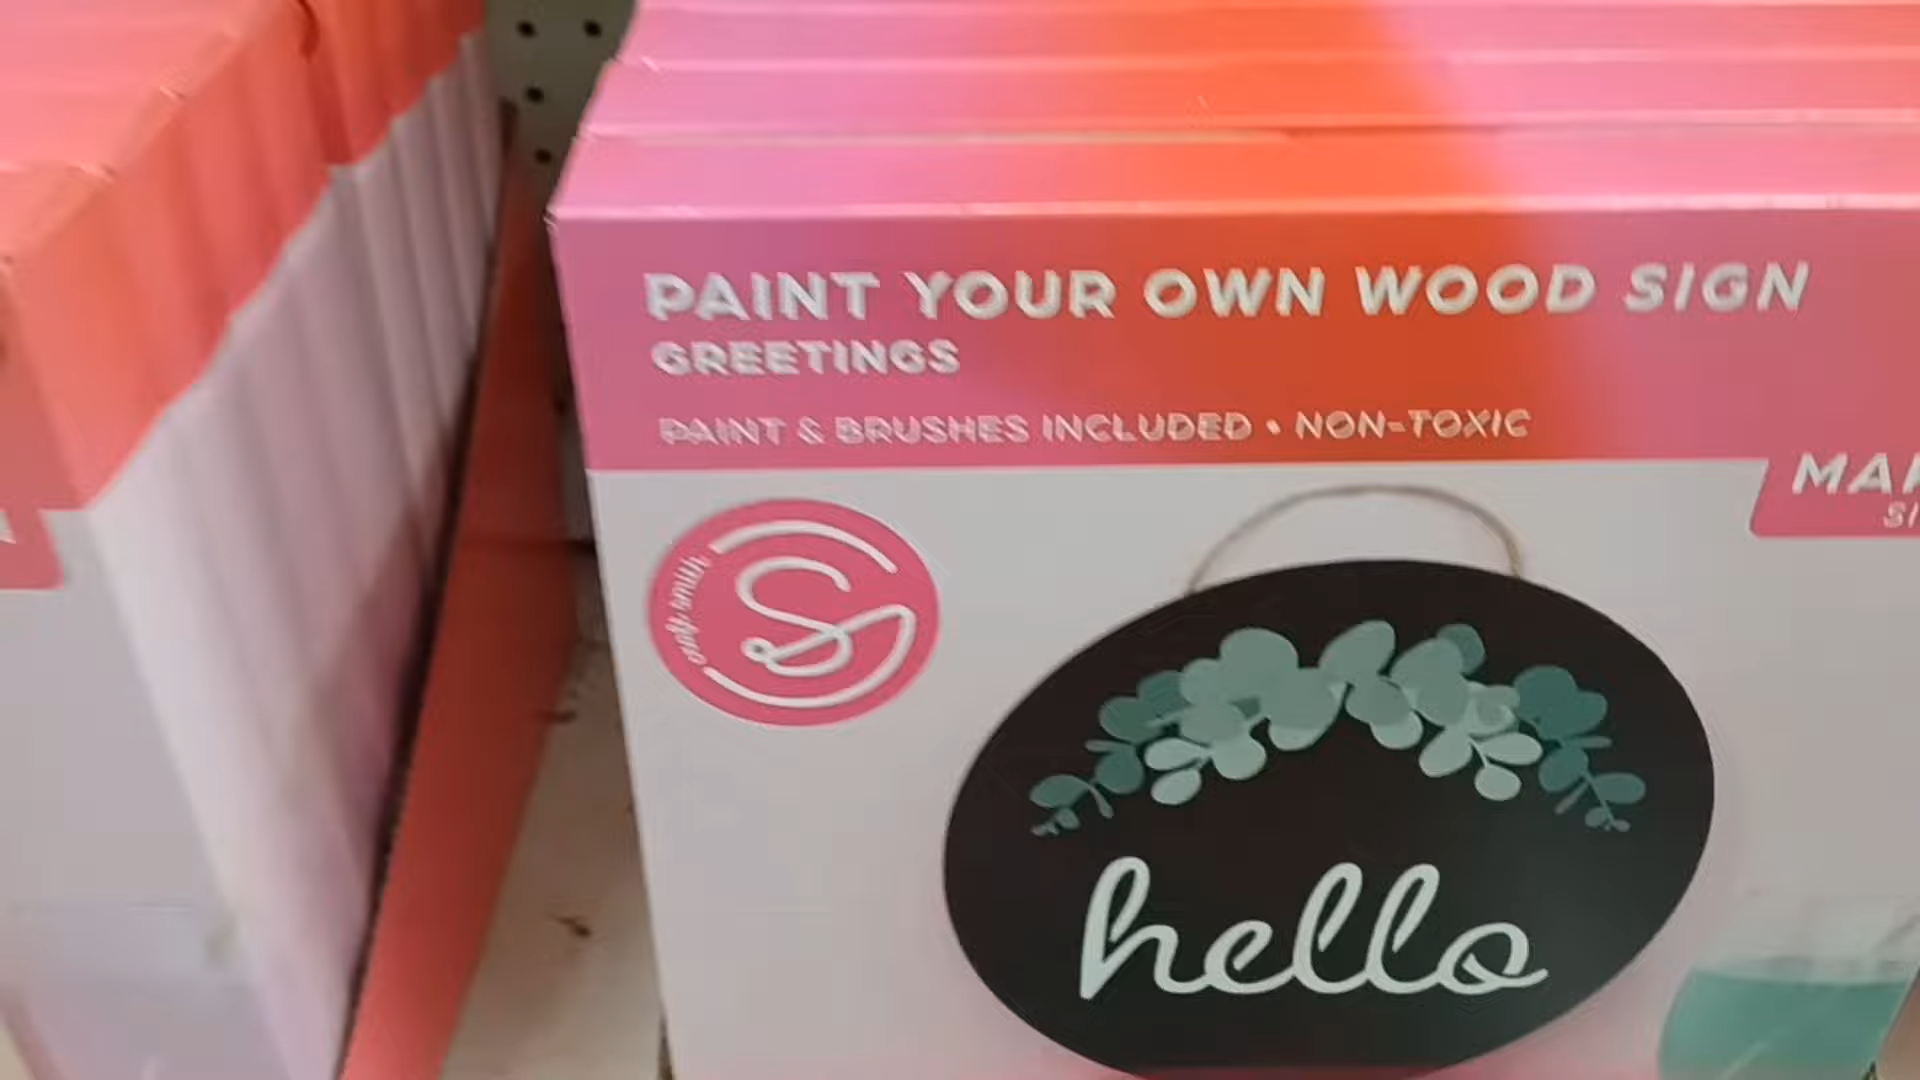 PAINT YOUR OWN WOOD SIGN
GREETINGS
PAINT & BRUSHES INCLUDED • NON-TOXIC
S
hello